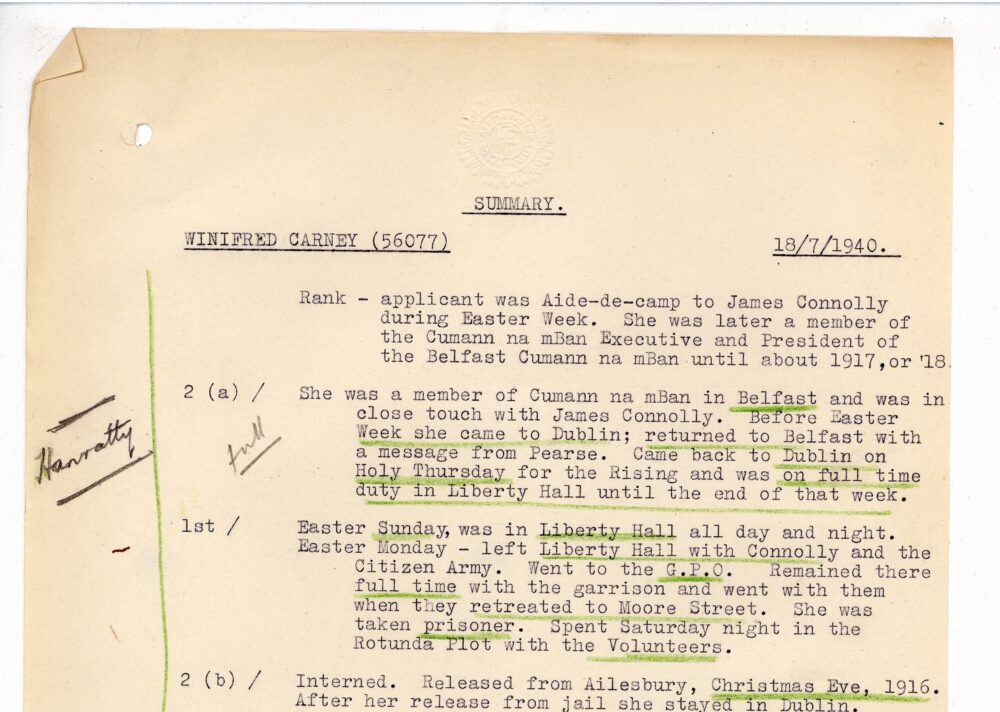 SUMMARY.
WINIFRED CARNEY (56077) 18/7/1940.
Rank - applicant was Aide-de-camp to James Connolly
during Easter Week. She was later a member of
the Cumann na mBan Executive and President of
the Belfast Cumann na mBan until about 1917, or '18.
2 (a) / She was a member of Cumann na mBan in Belfast and was in
close touch with James Connolly. Before Easter
Week she came to Dublin; returned to Belfast with
a message from Pearse. Came back to Dublin on
Holy Thursday for the Rising and was on full time
duty in Liberty Hall until the end of that week.
Hanratty
full
1st / Easter Sunday, was in Liberty Hall all day and night.
Easter Monday - left Liberty Hall with Connolly and the
Citizen Army. Went to the G.P.O. Remained there
full time with the garrison and went with them
when they retreated to Moore Street. She was
taken prisoner. Spent Saturday night in the
Rotunda Plot with the Volunteers.
2 (b) / Interned. Released from Ailesbury, Christmas Eve, 1916.
After her release from jail she stayed in Dublin.